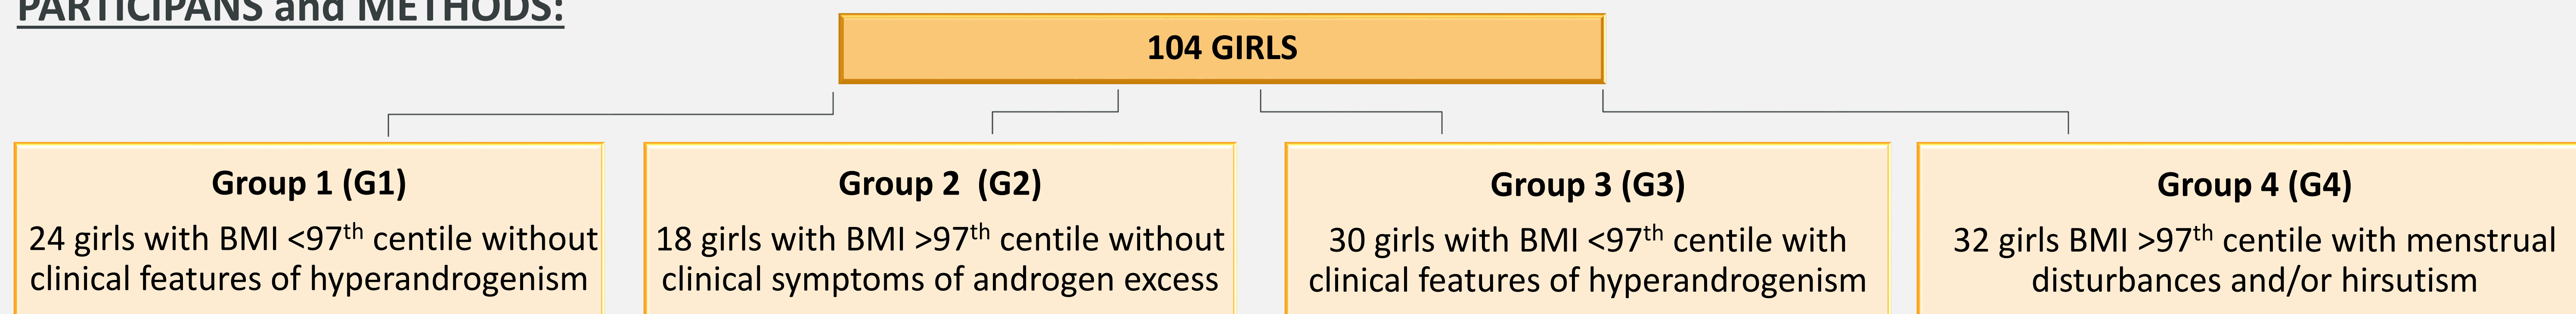 PARTICIPANS and METHODS:
104 GIRLS
Group 1 (G1)
24 girls with BMI <97th centile without
clinical features of hyperandrogenism
Group 2  (G2)
18 girls with BMI >97th centile without
clinical symptoms of androgen excess
Group 3 (G3)
30 girls with BMI <97th centile with
clinical features of hyperandrogenism
Group 4 (G4)
32 girls BMI >97th centile with menstrual
disturbances and/or hirsutism